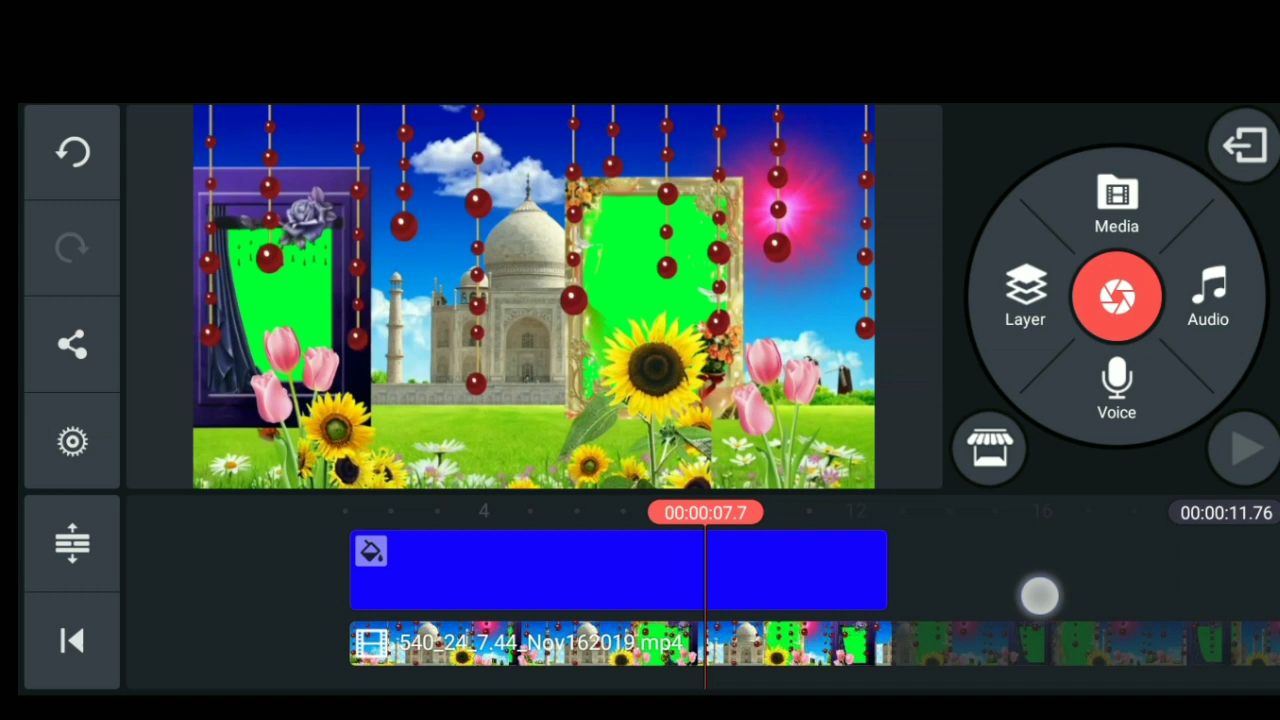 Media
Layer
Audio
Voice
4
00:00:07.7
12
16
00:00:11.76
540_24_7.44_Nov162019.mp4